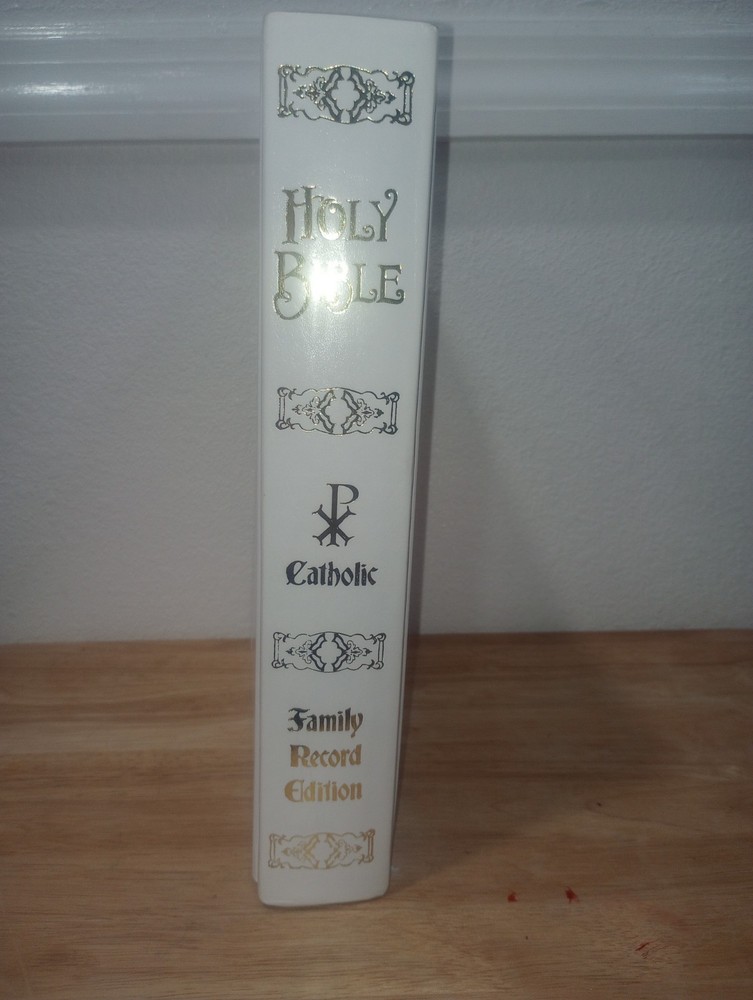 HOLY
BIBLE
Catholic
Family
Record
Edition